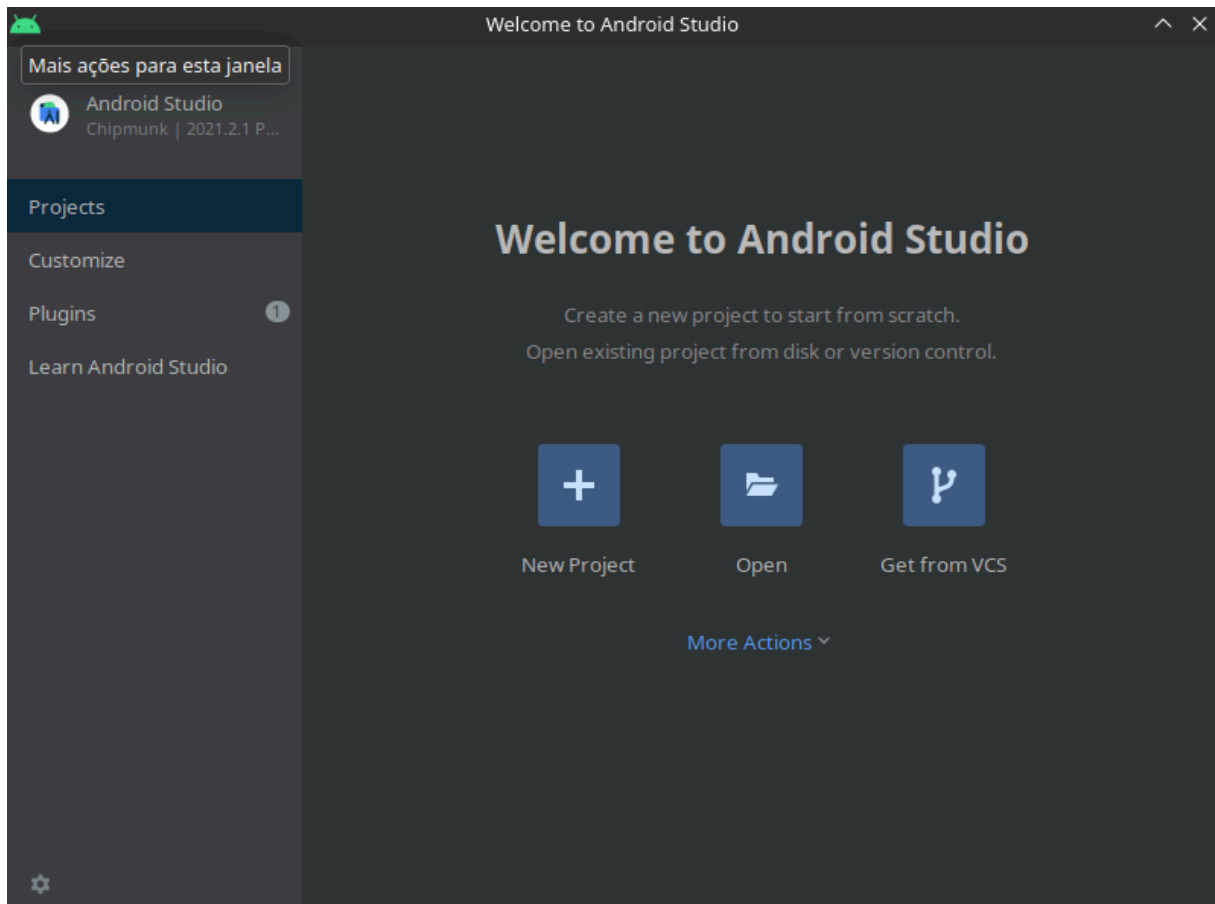 Welcome to Android Studio
Mais ações para esta janela
Android Studio
Chipmunk | 2021.2.1 P...
Projects
Customize
Plugins
1
Learn Android Studio
Welcome to Android Studio
Create a new project to start from scratch.
Open existing project from disk or version control.
New Project
Open
Get from VCS
More Actions